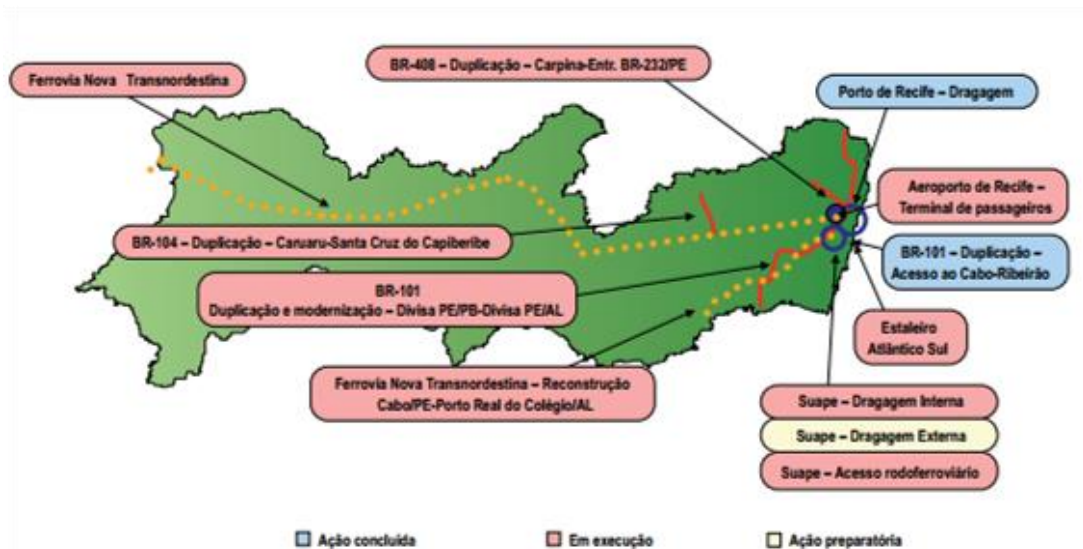 BR-408 – Duplicação – Carpina-Entr. BR-232/PE
Ferrovia Nova Transnordestina
Porto de Recife – Dragagem
Aeroporto de Recife –
Terminal de passageiros
BR-104 – Duplicação – Caruaru-Santa Cruz do Capiberibe
BR-101 – Duplicação –
Acesso ao Cabo-Ribeirão
BR-101
Duplicação e modernização – Divisa PE/PB-Divisa PE/AL
Estaleiro
Atlântico Sul
Ferrovia Nova Transnordestina – Reconstrução
Cabo/PE-Porto Real do Colégio/AL
Suape – Dragagem Interna
Suape – Dragagem Externa
Suape – Acesso rodoferroviário
Ação concluída
Em execução
Ação preparatória